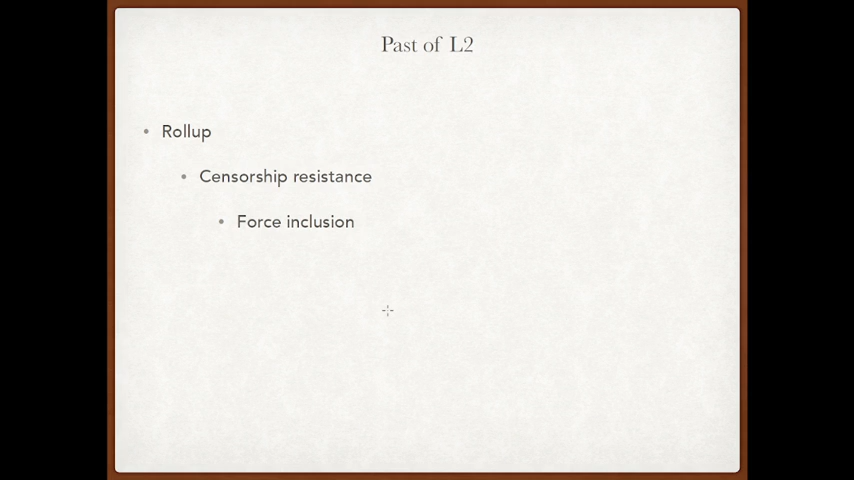 Past of L2
• Rollup
• Censorship resistance
• Force inclusion